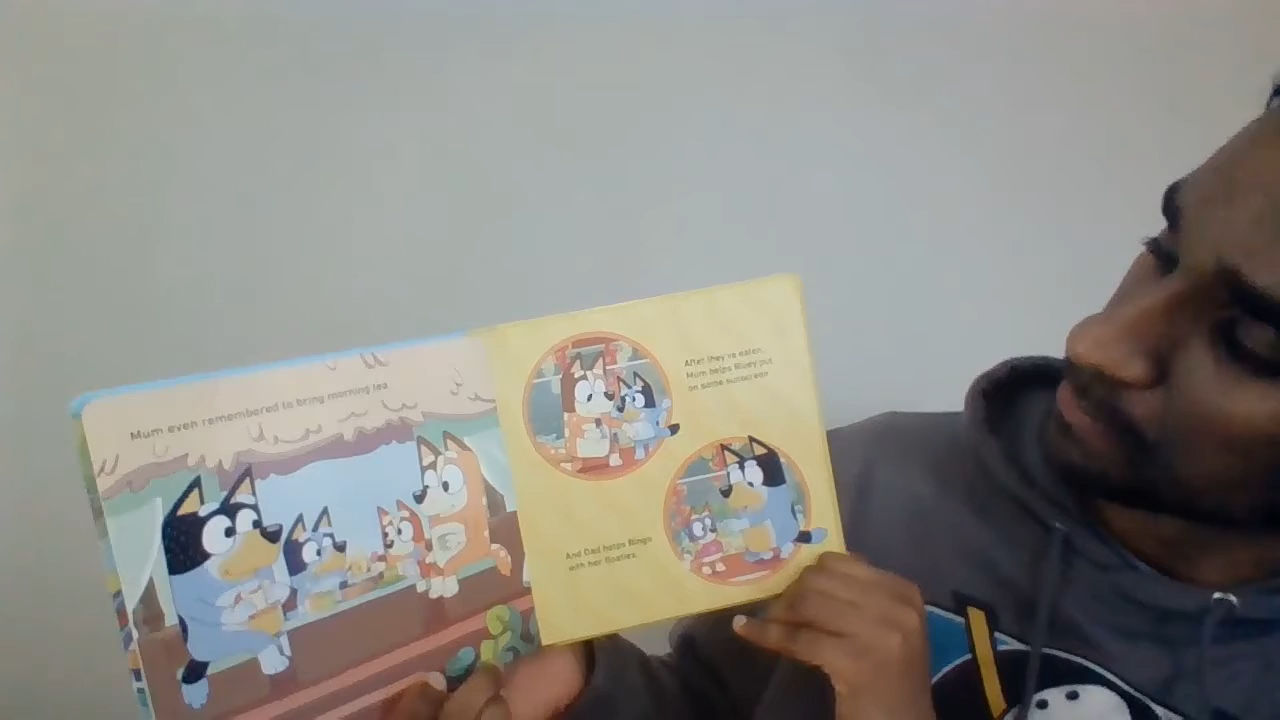 Mum even remembered to bring morning tea
After they've eaten,
Mum helps Bluey put
on some sunscreen
And Dad helps Bingo
with her floaties.